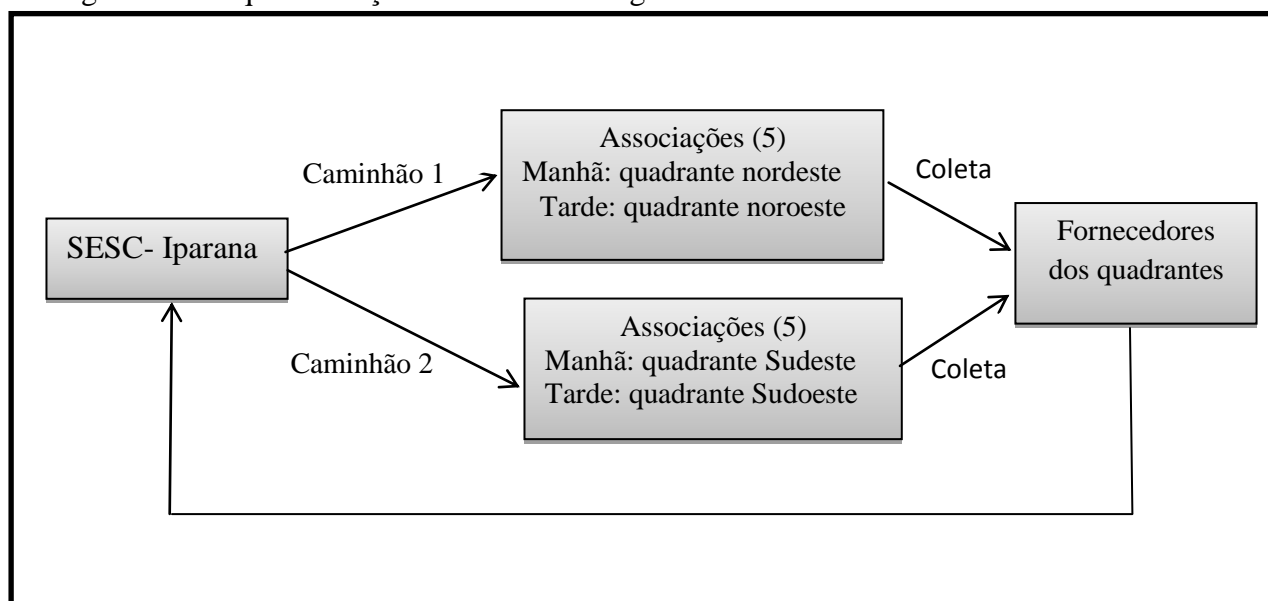 SESC- Iparana
Caminhão 1
Caminhão 2
Associações (5)
Manhã: quadrante nordeste
Tarde: quadrante noroeste
Associações (5)
Manhã: quadrante Sudeste
Tarde: quadrante Sudoeste
Coleta
Coleta
Fornecedores
dos quadrantes